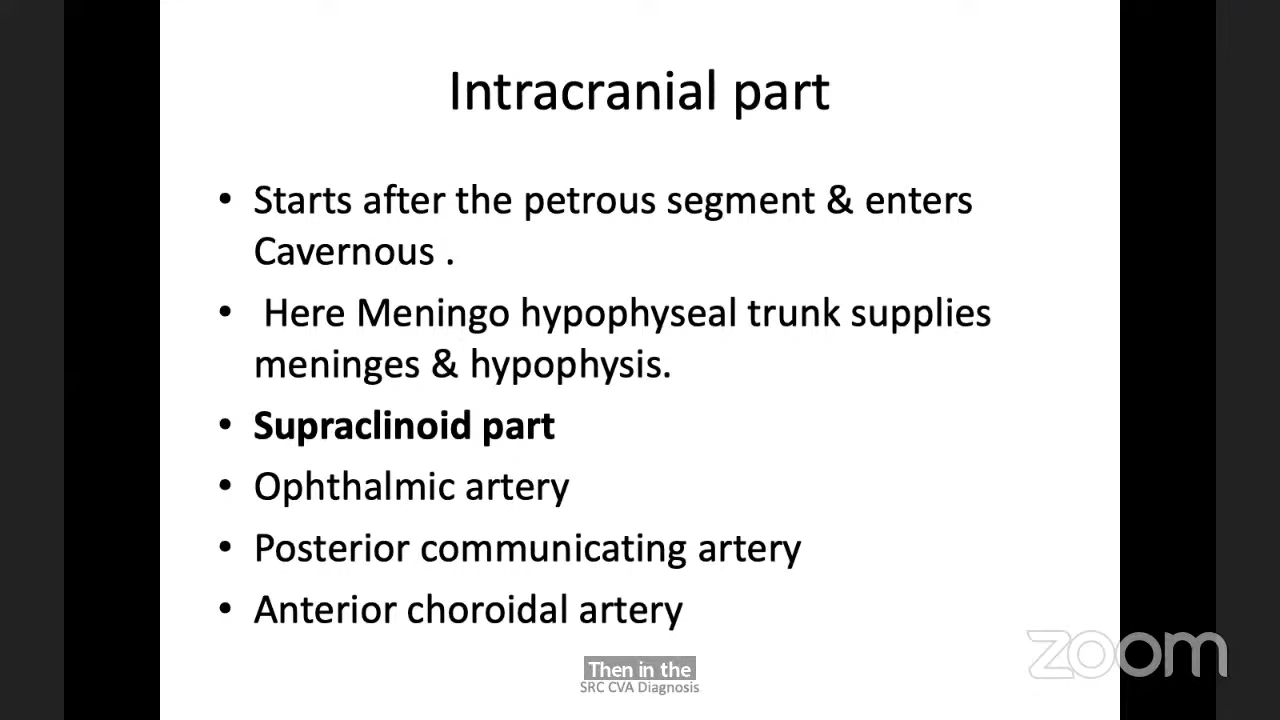 Intracranial part
• Starts after the petrous segment & enters
Cavernous .
• Here Meningo hypophyseal trunk supplies
meninges & hypophysis.
• Supraclinoid part
• Ophthalmic artery
• Posterior communicating artery
• Anterior choroidal artery
zoom
Then in the
SRC CVA Diagnosis